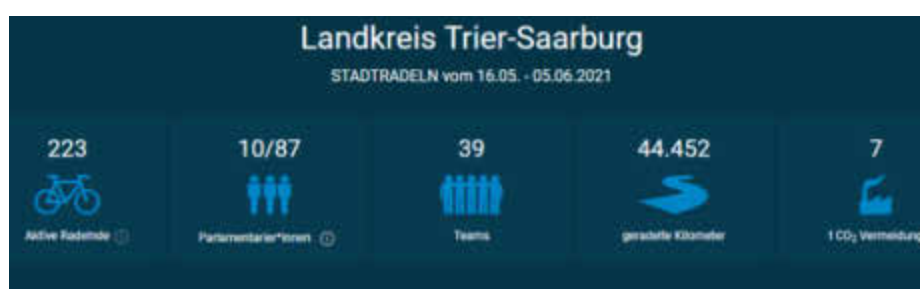 Landkreis Trier-Saarburg
STADTRADELN vom 16.05. - 05.06.2021
223
10/87
39
44.452
7
Aktive Radelnde
Parlamentarier*innen
Teams
geradelte Kilometer
t CO₂ Vermeidung